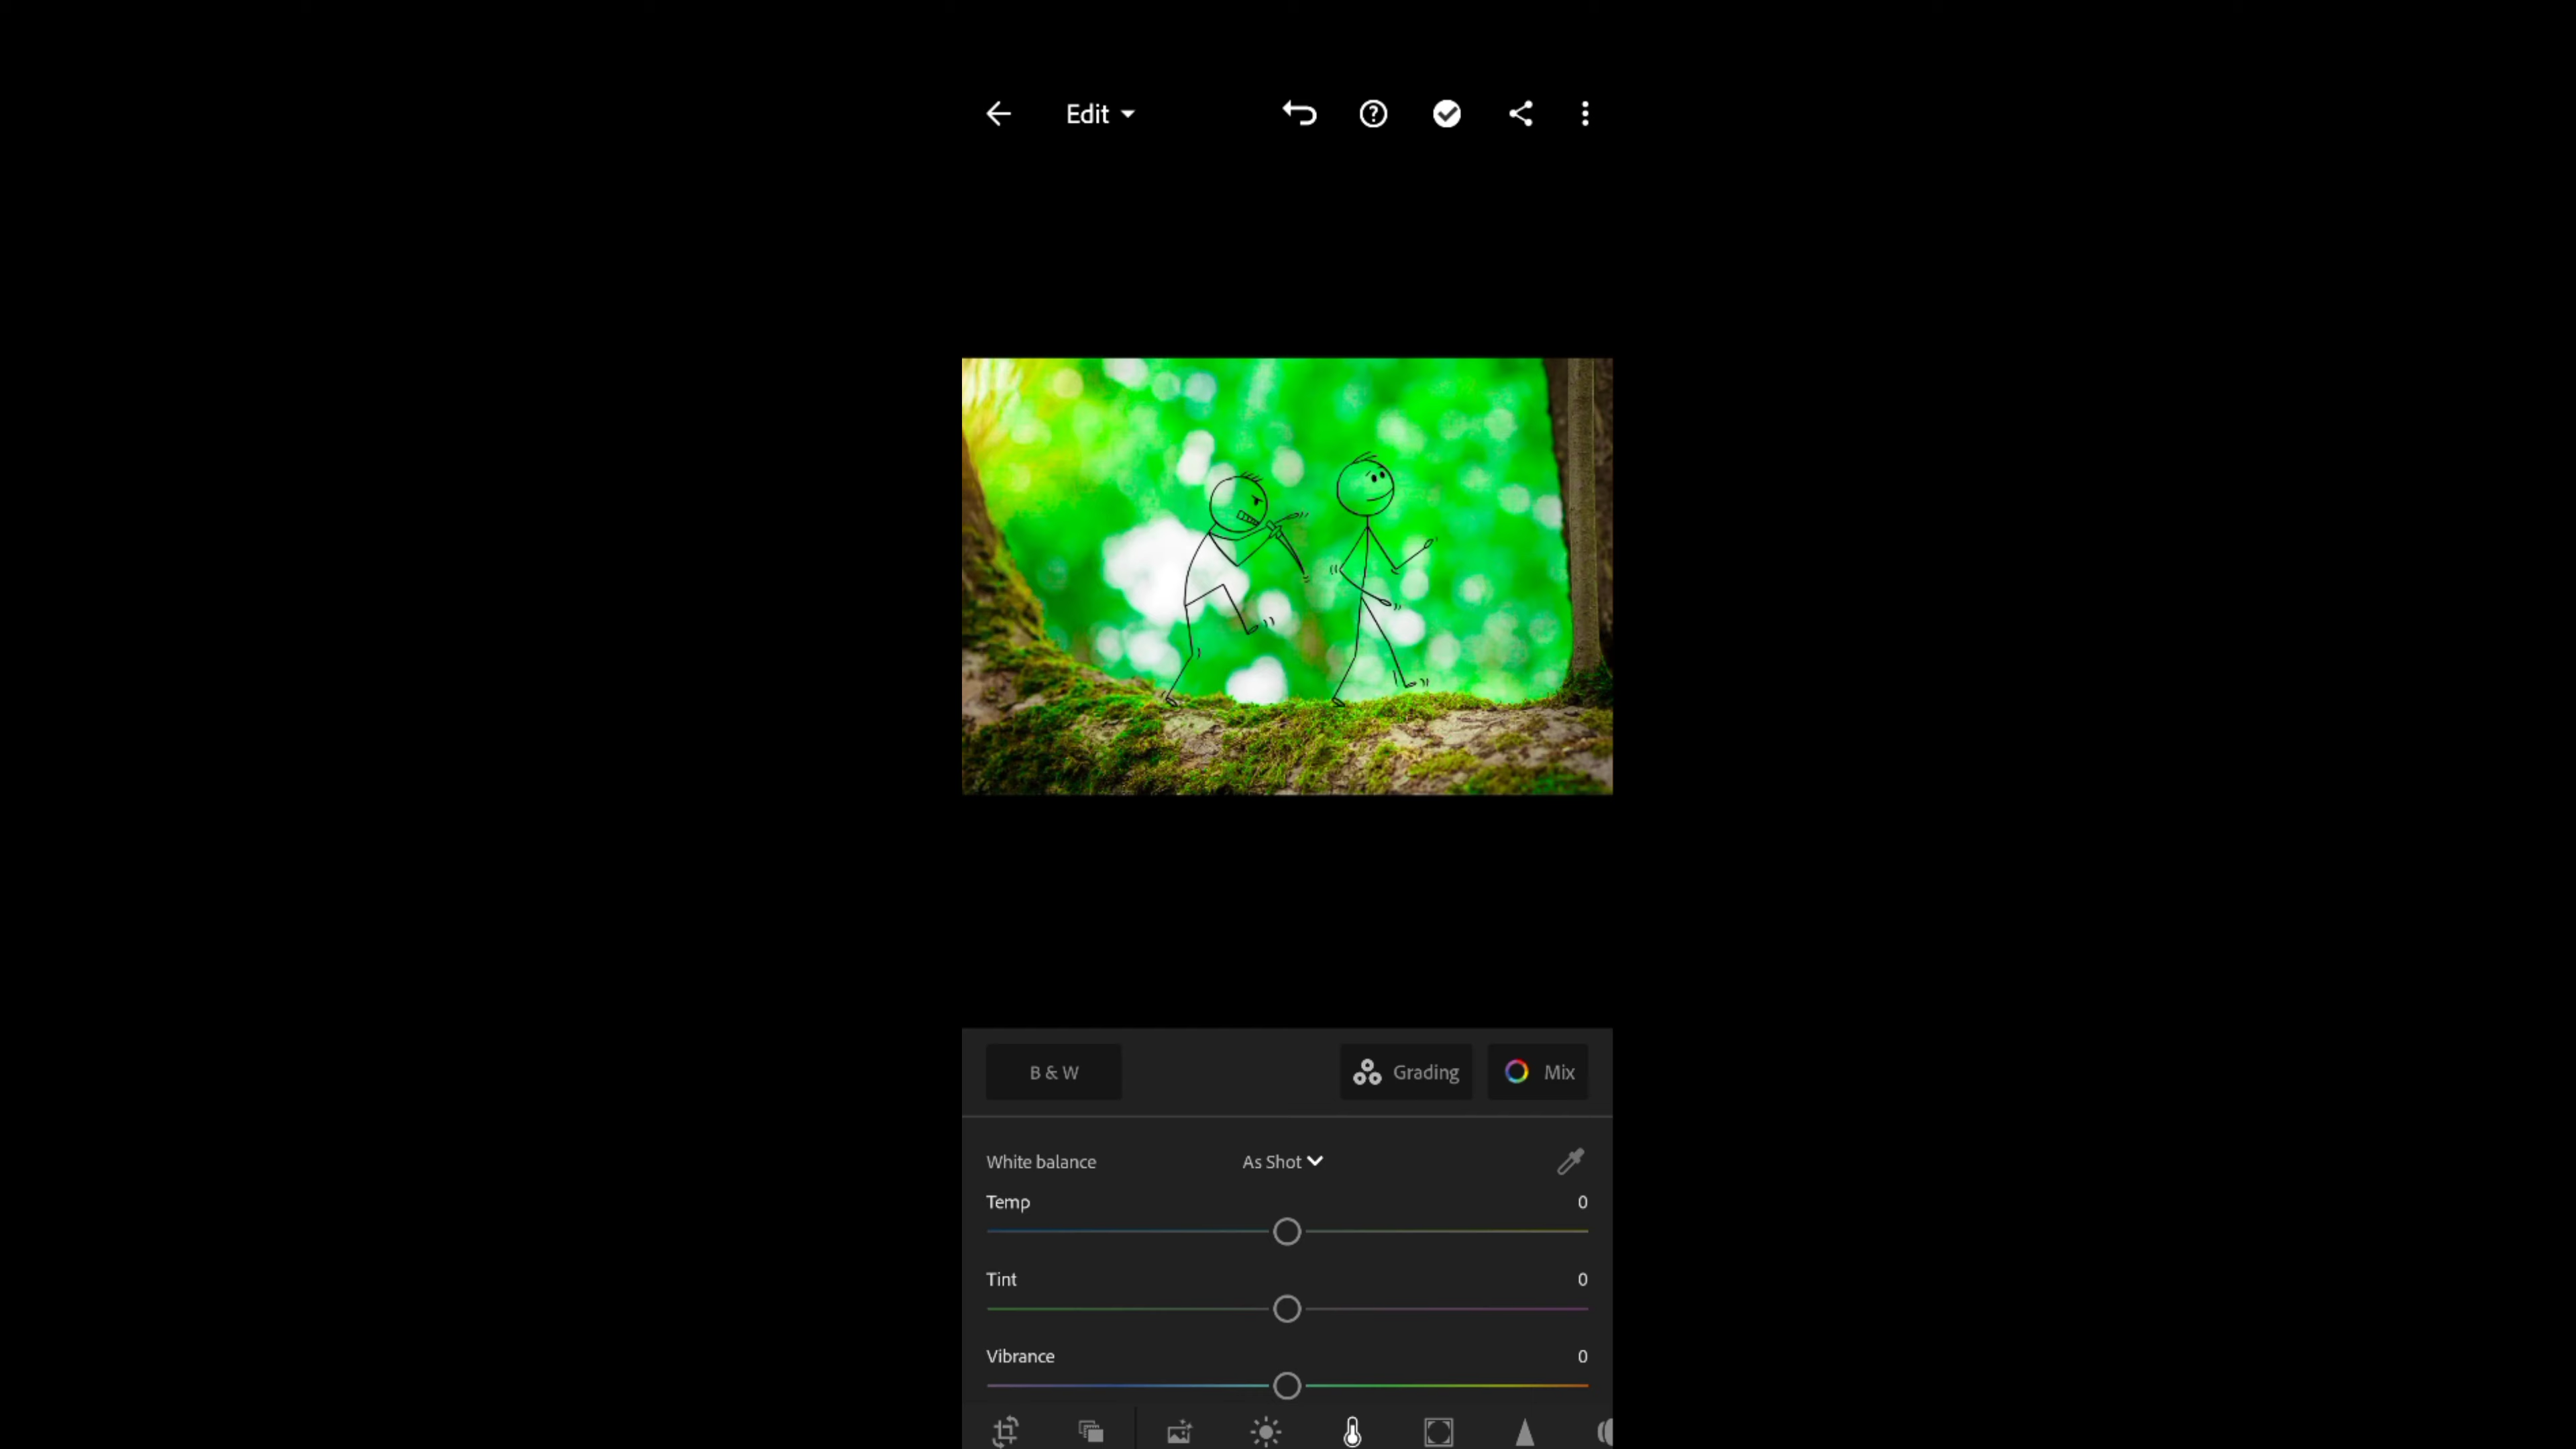 Edit
B & W
Grading
Mix
White balance
As Shot
Temp
0
Tint
0
Vibrance
0